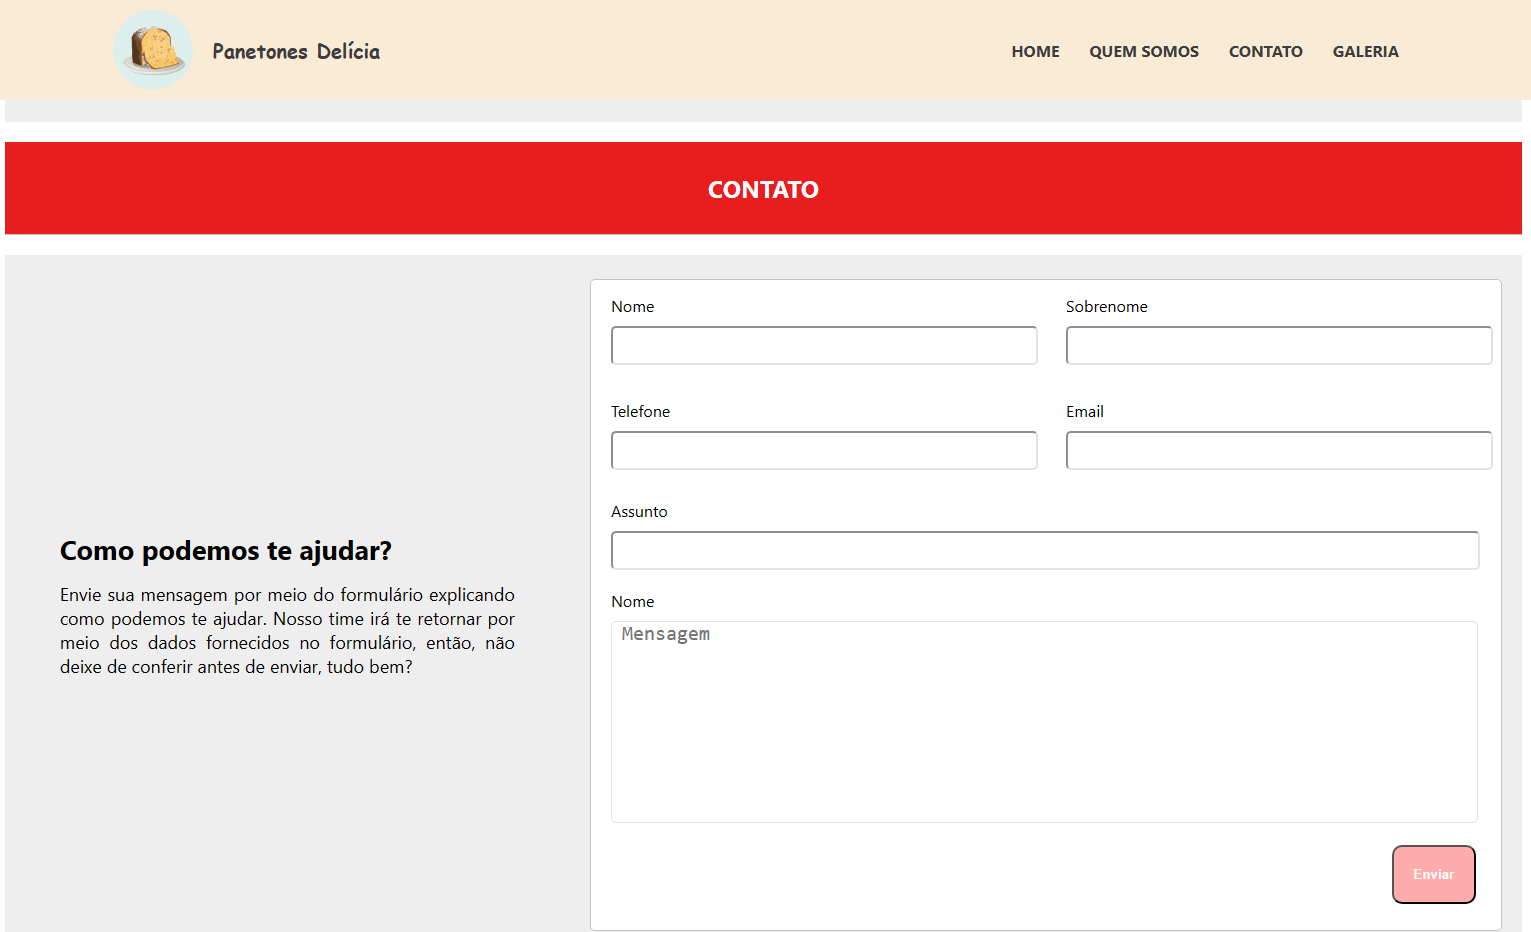 Panetones Delícia
HOME QUEM SOMOS CONTATO GALERIA
CONTATO
Como podemos te ajudar?
Envie sua mensagem por meio do formulário explicando
como podemos te ajudar. Nosso time irá te retornar por
meio dos dados fornecidos no formulário, então, não
deixe de conferir antes de enviar, tudo bem?
Nome Sobrenome
Telefone Email
Assunto
Nome
Mensagem
Enviar